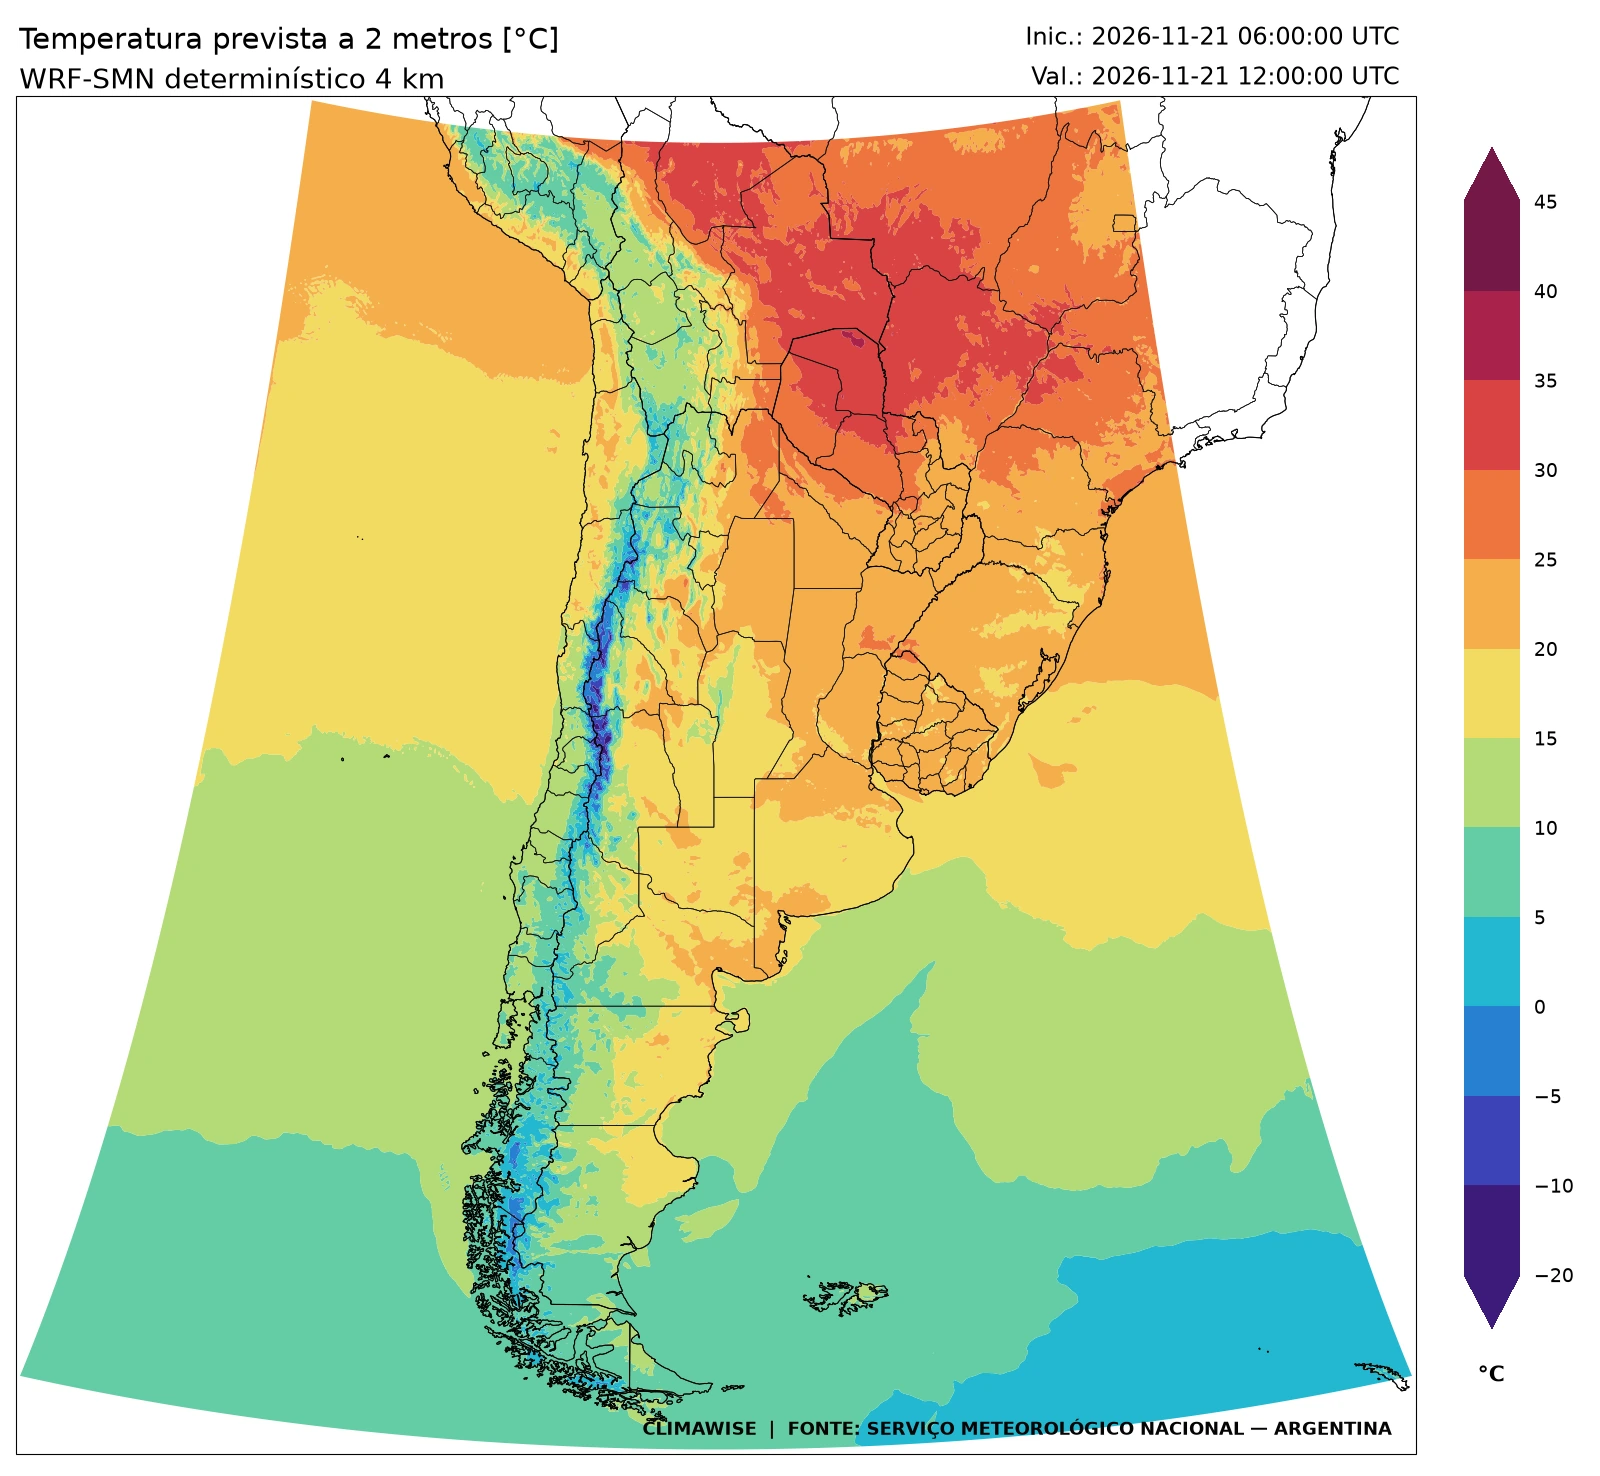 Temperatura prevista a 2 metros [°C]
WRF-SMN determinístico 4 km
Inic.: 2026-11-21 06:00:00 UTC
Val.: 2026-11-21 12:00:00 UTC
45
40
35
30
25
20
15
10
5
0
−5
−10
−20
°C
CLIMAWISE | FONTE: SERVIÇO METEOROLÓGICO NACIONAL — ARGENTINA